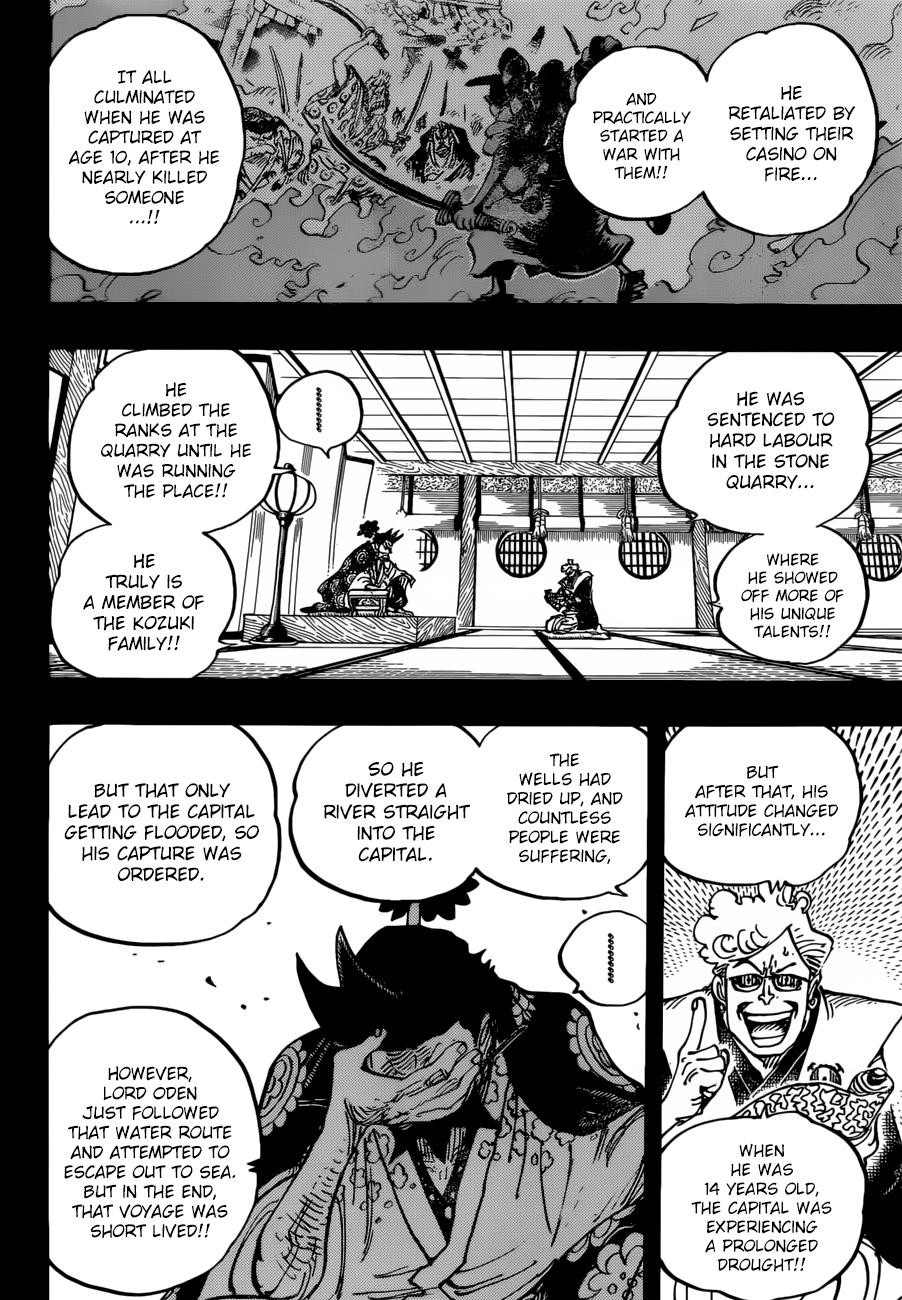 HE
RETALIATED BY
SETTING THEIR
CASINO ON
FIRE...
AND
PRACTICALLY
STARTED A
WAR WITH
THEM!!
IT ALL
CULMINATED
WHEN HE WAS
CAPTURED AT
AGE 10, AFTER HE
NEARLY KILLED
SOMEONE
...!!
HE WAS
SENTENCED TO
HARD LABOUR
IN THE STONE
QUARRY...
WHERE
HE SHOWED
OFF MORE OF
HIS UNIQUE
TALENTS!!
.........
HE
CLIMBED THE
RANKS AT THE
QUARRY UNTIL HE
WAS RUNNING
THE PLACE!!
HE
TRULY IS
A MEMBER OF
THE KOZUKI
FAMILY!!
BUT
AFTER THAT, HIS
ATTITUDE CHANGED
SIGNIFICANTLY...
WHEN
HE WAS
14 YEARS OLD,
THE CAPITAL WAS
EXPERIENCING
A PROLONGED
DROUGHT!!
THE
WELLS HAD
DRIED UP, AND
COUNTLESS
PEOPLE WERE
SUFFERING,
SO HE
DIVERTED A
RIVER STRAIGHT
INTO THE
CAPITAL.
.........
BUT THAT ONLY
LEAD TO THE CAPITAL
GETTING FLOODED, SO
HIS CAPTURE WAS
ORDERED.
HOWEVER,
LORD ODEN
JUST FOLLOWED
THAT WATER ROUTE
AND ATTEMPTED TO
ESCAPE OUT TO SEA.
BUT IN THE END,
THAT VOYAGE WAS
SHORT LIVED!!